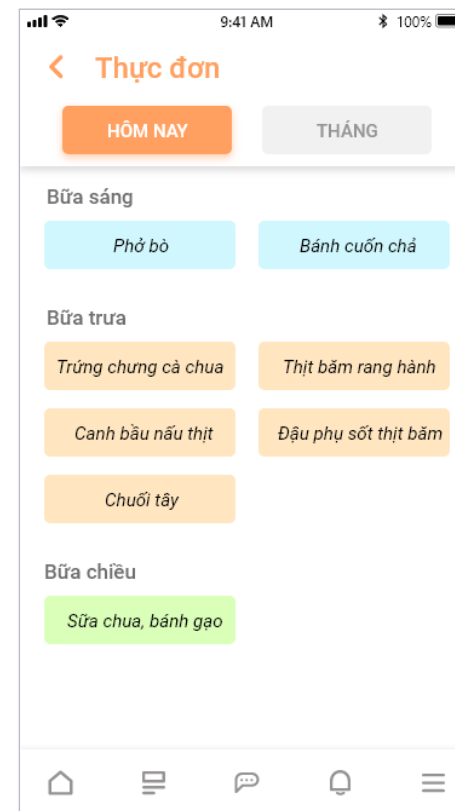 9:41 AM 100%
Thực đơn
HÔM NAY THÁNG
Bữa sáng
Phở bò Bánh cuốn chả
Bữa trưa
Trứng chưng cà chua Thịt băm rang hành
Canh bầu nấu thịt Đậu phụ sốt thịt băm
Chuối tây
Bữa chiều
Sữa chua, bánh gạo